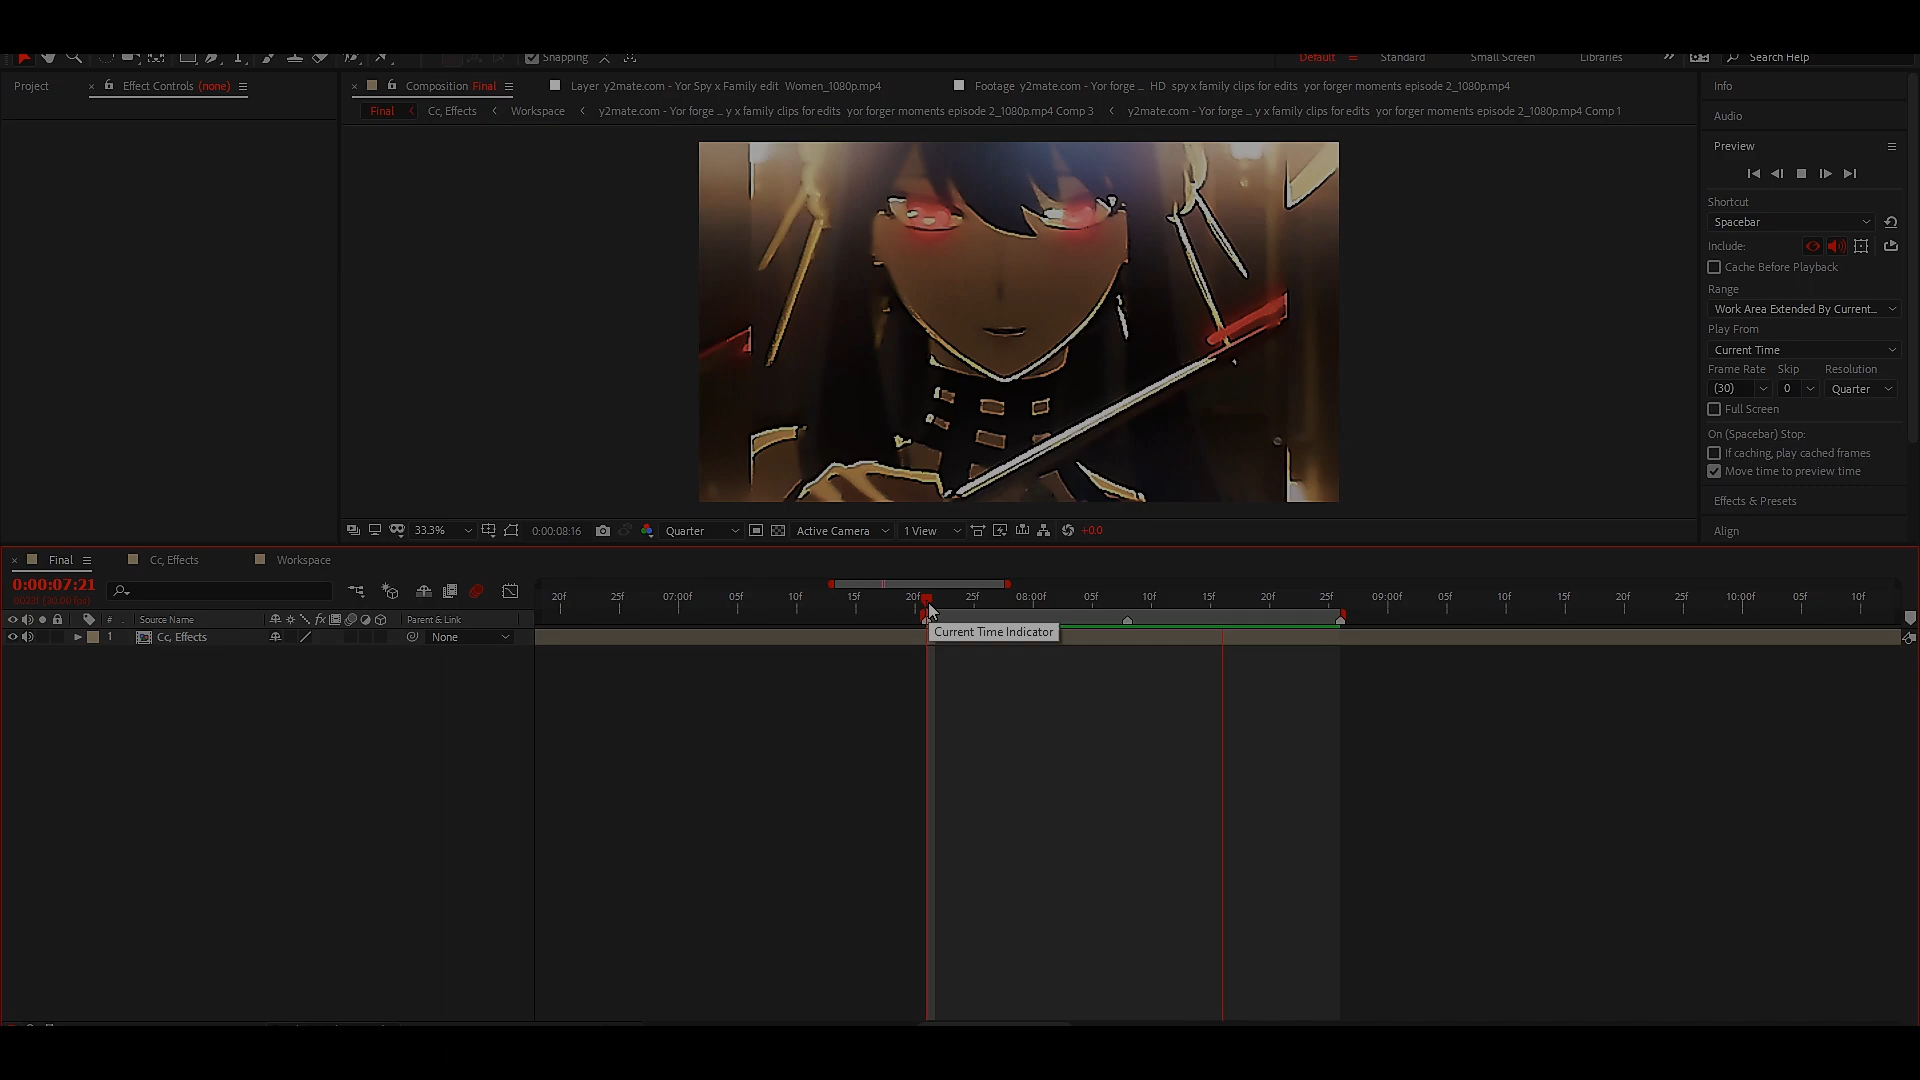 Snapping
Default
Standard
Small Screen
Libraries
Search Help
Project
Effect Controls (none)
Composition Final
Layer y2mate.com - Yor Spy x Family edit Women_1080p.mp4
Footage y2mate.com - Yor forge ... HD spy x family clips for edits yor forger moments episode 2_1080p.mp4
Final
Cc, Effects
Workspace
y2mate.com - Yor forge ... y x family clips for edits yor forger moments episode 2_1080p.mp4 Comp 3
y2mate.com - Yor forge ... y x family clips for edits yor forger moments episode 2_1080p.mp4 Comp 1
Info
Audio
Preview
Shortcut
Spacebar
Include:
Cache Before Playback
Range
Work Area Extended By Current...
Play From
Current Time
Frame Rate Skip Resolution
(30) 0 Quarter
Full Screen
On (Spacebar) Stop:
If caching, play cached frames
Move time to preview time
Effects & Presets
Align
33.3%
0:00:08:16
Quarter
Active Camera
1 View
+0.0
Final
Cc, Effects
Workspace
0:00:07:21
00231 (30.00 fps)
20f 25f 07:00f 05f 10f 15f 20f 25f 08:00f 05f 10f 15f 20f 25f 09:00f 05f 10f 15f 20f 25f 10:00f 05f 10f
# Source Name
fx
Parent & Link
1 Cc, Effects
None
Current Time Indicator